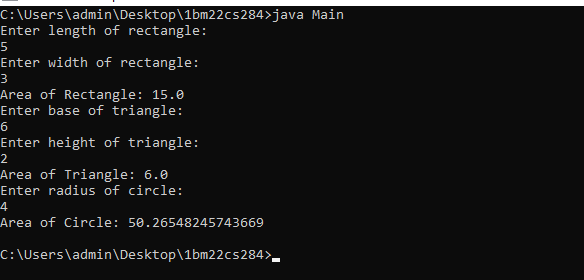 C:\Users\admin\Desktop\1bm22cs284>java Main
Enter length of rectangle:
5
Enter width of rectangle:
3
Area of Rectangle: 15.0
Enter base of triangle:
6
Enter height of triangle:
2
Area of Triangle: 6.0
Enter radius of circle:
4
Area of Circle: 50.26548245743669
C:\Users\admin\Desktop\1bm22cs284>